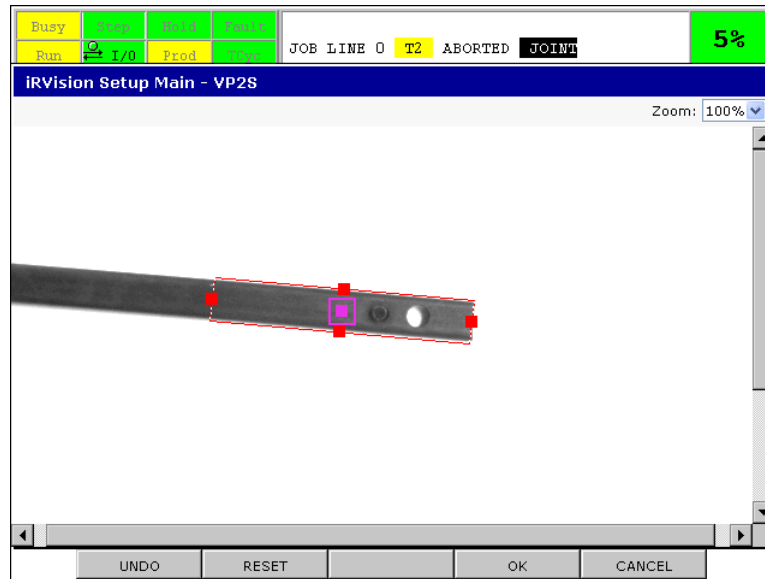 Busy Step Hold Fault
Run I/O Prod TCyc
JOB LINE 0 T2 ABORTED JOINT
5%
iRVision Setup Main - VP2S
Zoom: 100%
UNDO RESET OK CANCEL